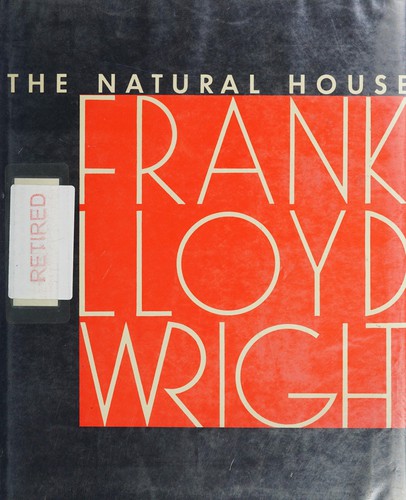 THE NATURAL HOUSE
FRANK
LLOYD
WRIGHT
RETIRED